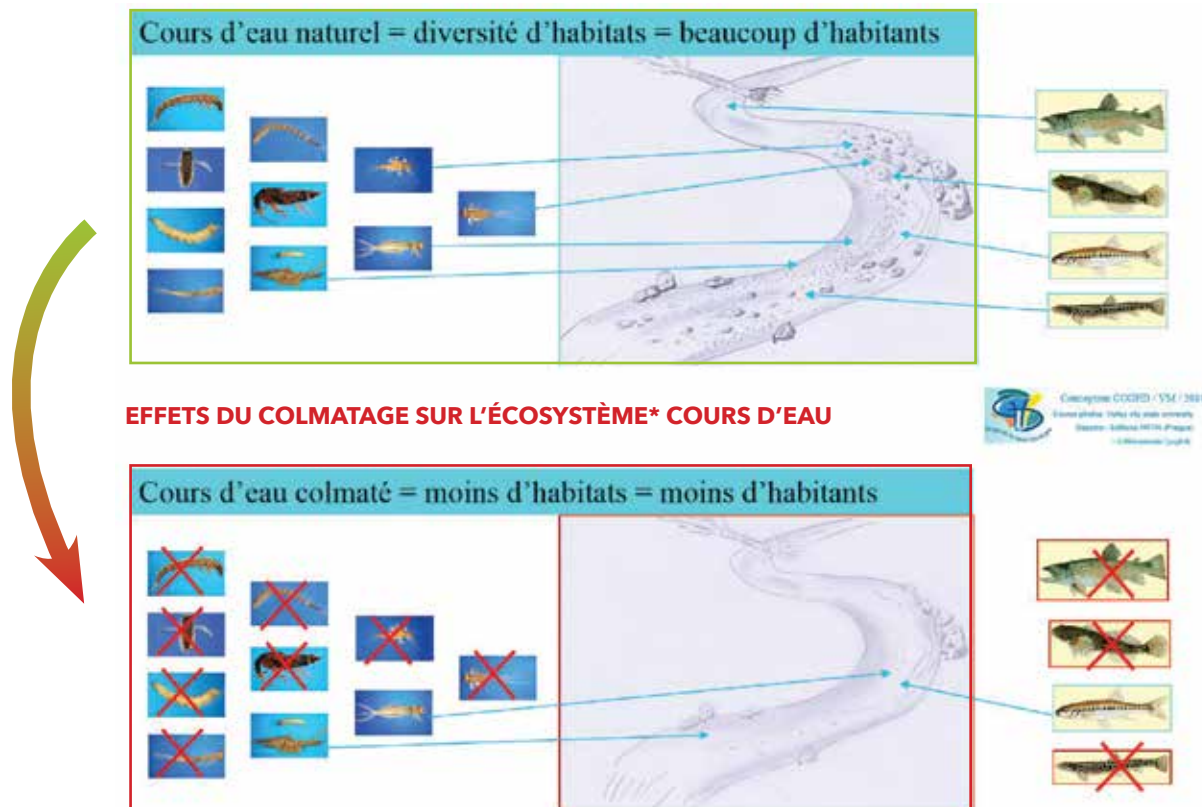 Cours d'eau naturel = diversité d'habitats = beaucoup d'habitants
EFFETS DU COLMATAGE SUR L'ÉCOSYSTÈME* COURS D'EAU
Conception
Cours d'eau colmaté = moins d'habitats = moins d'habitants